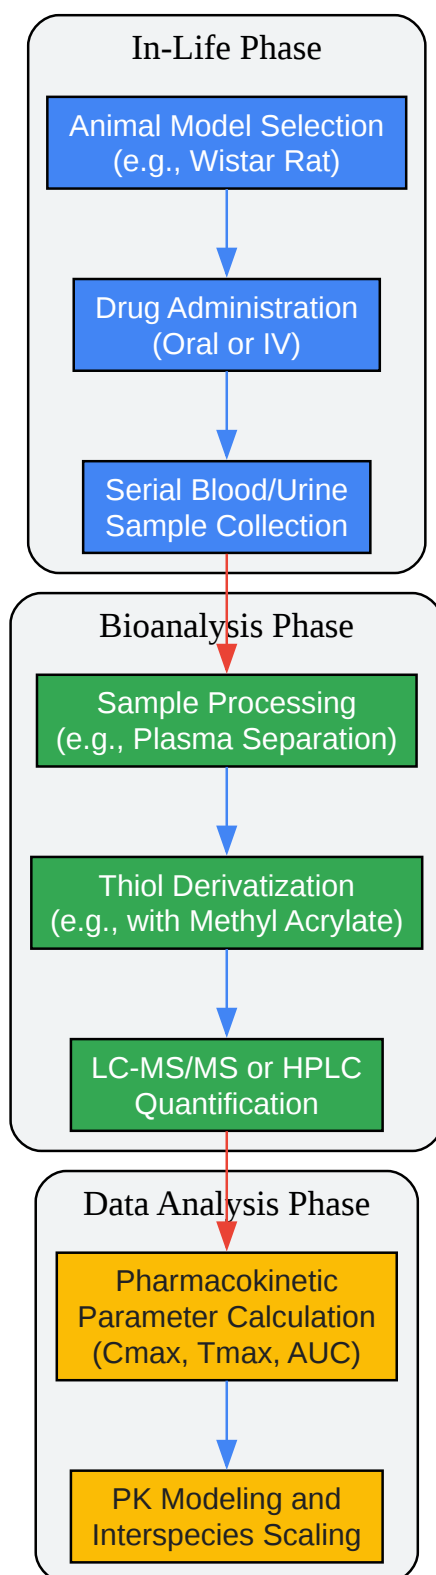 In-Life Phase
Animal Model Selection
(e.g., Wistar Rat)
Drug Administration
(Oral or IV)
Serial Blood/Urine
Sample Collection
Bioanalysis Phase
Sample Processing
(e.g., Plasma Separation)
Thiol Derivatization
(e.g., with Methyl Acrylate)
LC-MS/MS or HPLC
Quantification
Data Analysis Phase
Pharmacokinetic
Parameter Calculation
(Cmax, Tmax, AUC)
PK Modeling and
Interspecies Scaling